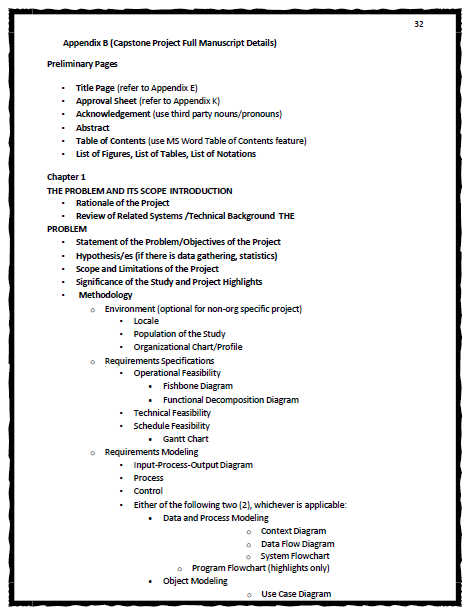 32
Appendix B (Capstone Project Full Manuscript Details)
Preliminary Pages
• Title Page (refer to Appendix E)
• Approval Sheet (refer to Appendix K)
• Acknowledgement (use third party nouns/pronouns)
• Abstract
• Table of Contents (use MS Word Table of Contents feature)
• List of Figures, List of Tables, List of Notations
Chapter 1
THE PROBLEM AND ITS SCOPE INTRODUCTION
• Rationale of the Project
• Review of Related Systems /Technical Background THE
PROBLEM
• Statement of the Problem/Objectives of the Project
• Hypothesis/es (if there is data gathering, statistics)
• Scope and Limitations of the Project
• Significance of the Study and Project Highlights
• Methodology
o Environment (optional for non-org specific project)
• Locale
• Population of the Study
• Organizational Chart/Profile
o Requirements Specifications
• Operational Feasibility
• Fishbone Diagram
• Functional Decomposition Diagram
• Technical Feasibility
• Schedule Feasibility
• Gantt Chart
o Requirements Modeling
• Input-Process-Output Diagram
• Process
• Control
• Either of the following two (2), whichever is applicable:
• Data and Process Modeling
o Context Diagram
o Data Flow Diagram
o System Flowchart
o Program Flowchart (highlights only)
• Object Modeling
o Use Case Diagram